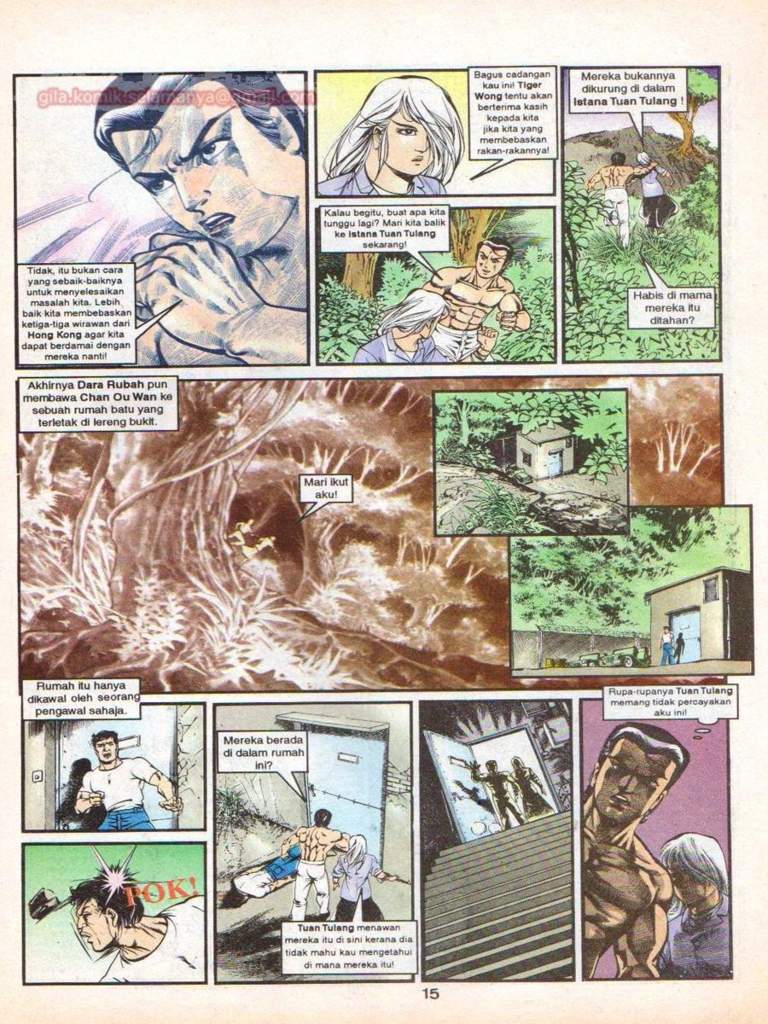 gila.komik-salamanya@gmail.com
Tidak, itu bukan cara
yang sebaik-baiknya
untuk menyelesaikan
masalah kita. Lebih
baik kita membebaskan
ketiga-tiga wirawan dari
Hong Kong agar kita
dapat berdamai dengan
mereka nanti!
Bagus cadangan
kau ini! Tiger
Wong tentu akan
berterima kasih
kepada kita
jika kita yang
membebaskan
rakan-rakannya!
Kalau begitu, buat apa kita
tunggu lagi? Mari kita balik
ke Istana Tuan Tulang
sekarang!
Mereka bukannya
dikurung di dalam
Istana Tuan Tulang !
Habis di mama
mereka itu
ditahan?
Akhirnya Dara Rubah pun
membawa Chan Ou Wan ke
sebuah rumah batu yang
terletak di lereng bukit.
Mari ikut
aku!
Rumah itu hanya
dikawal oleh seorang
pengawal sahaja.
POK!
Mereka berada
di dalam rumah
ini?
Tuan Tulang menawan
mereka itu di sini kerana dia
tidak mahu kau mengetahui
di mana mereka itu!
Rupa-rupanya Tuan Tulang
memang tidak percayakan
aku ini!
15